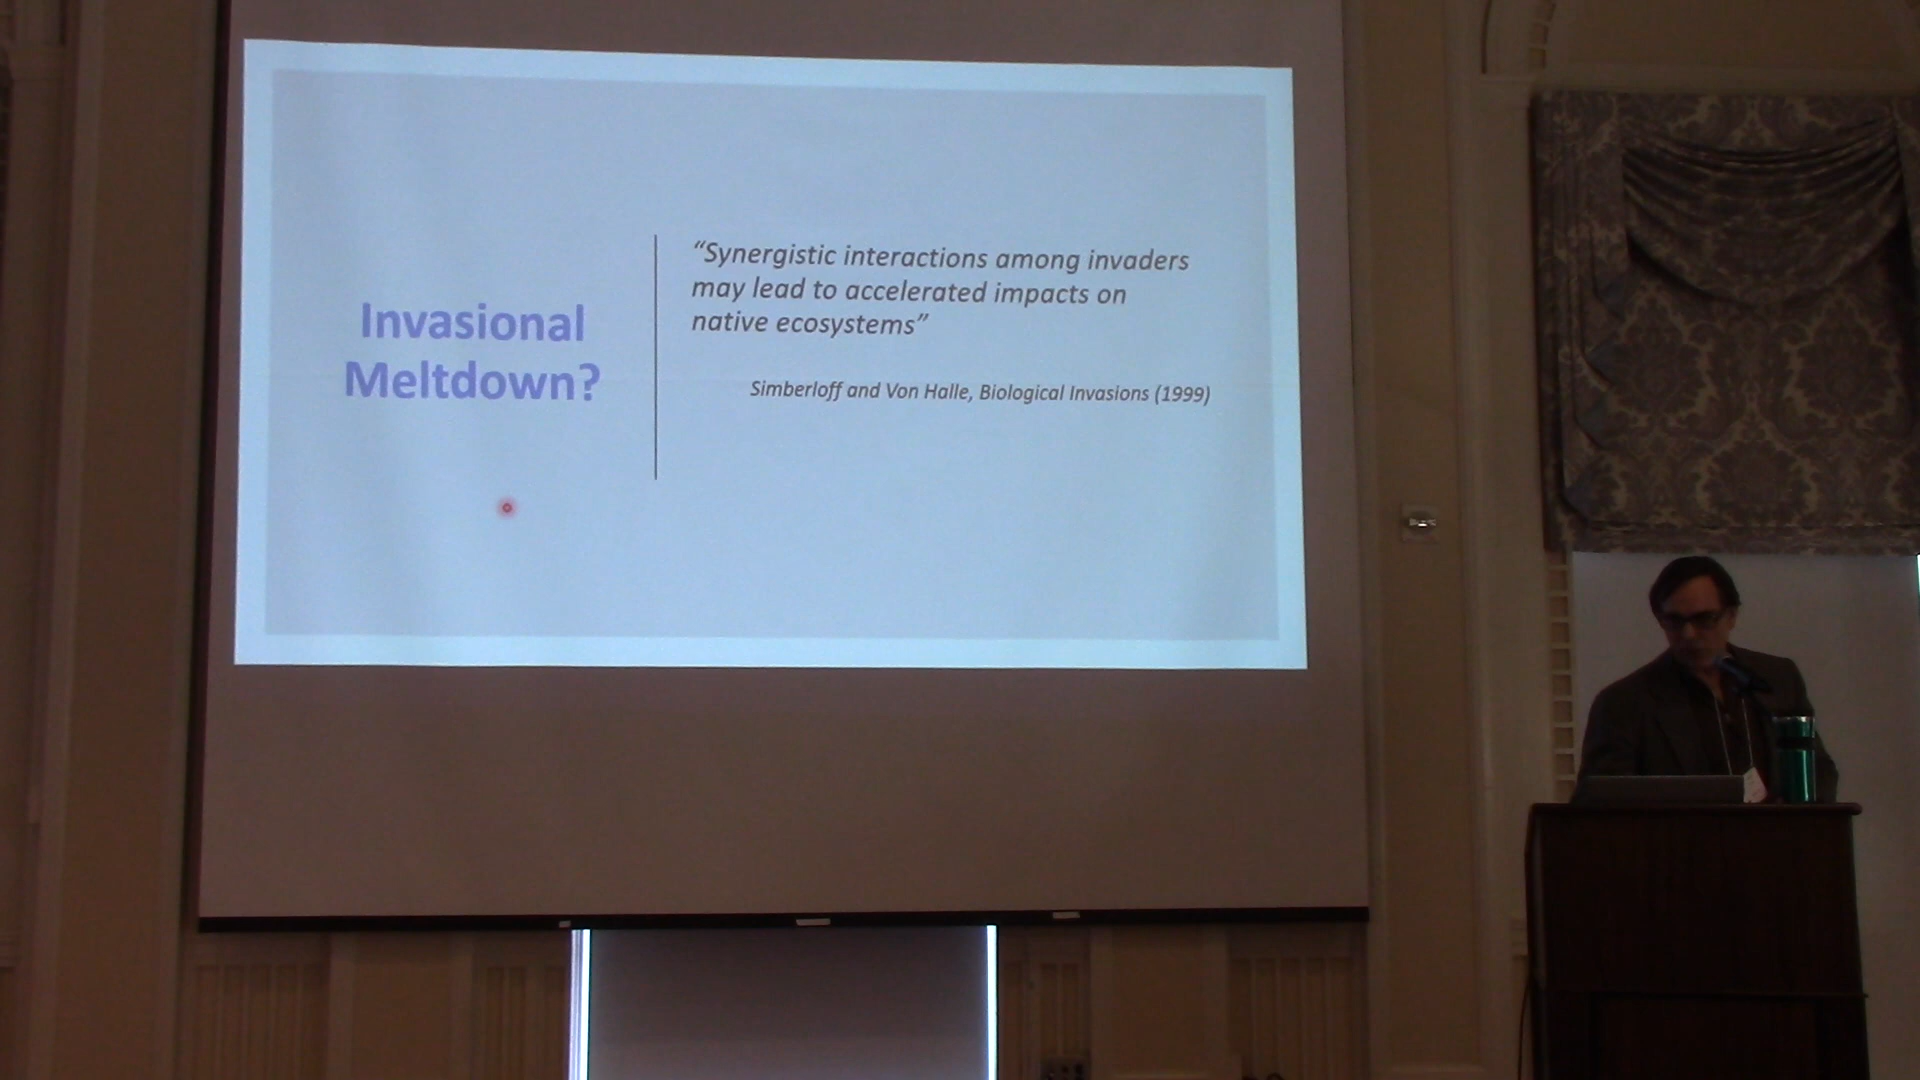 Invasional
Meltdown?
“Synergistic interactions among invaders
may lead to accelerated impacts on
native ecosystems”
Simberloff and Von Halle, Biological Invasions (1999)